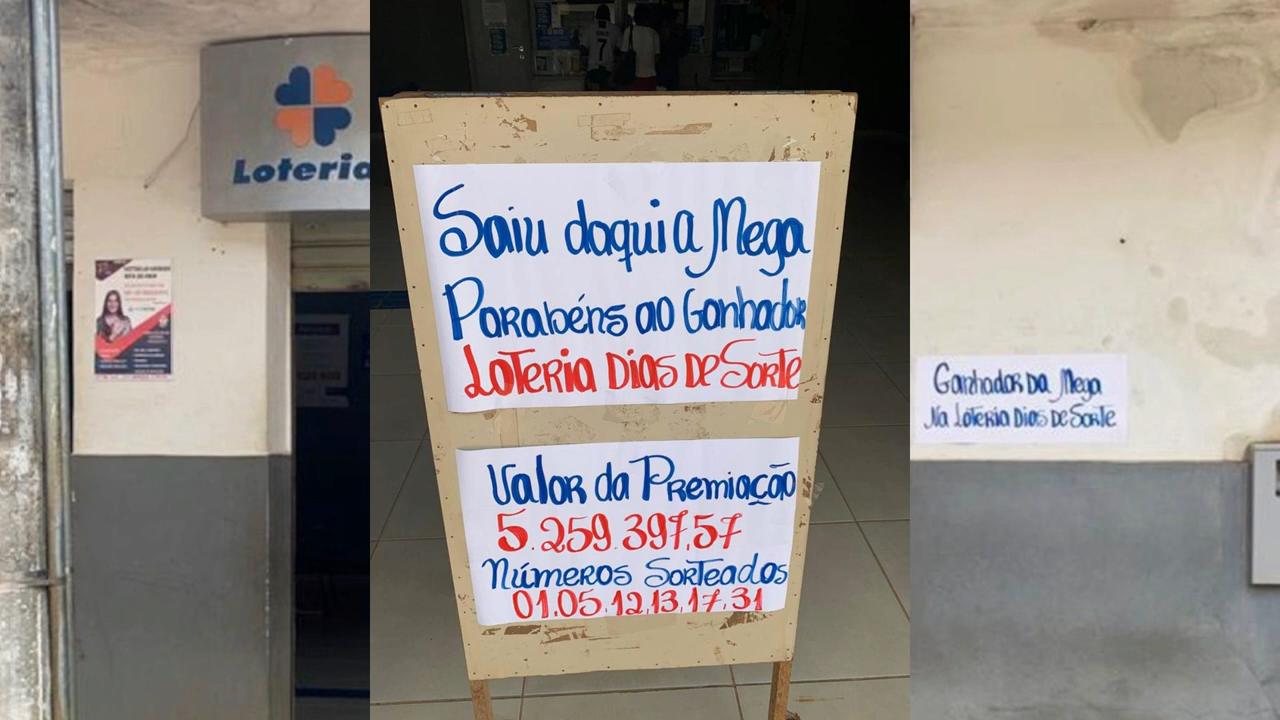 Loteria
Saiu daqui a Mega
Parabéns ao Ganhador
Loteria Dias de Sorte
Valor da Premiação
5.259.397,57
Números Sorteados
01.05.12.13.17.31
Ganhador da Mega
Na Loteria Dias de Sorte